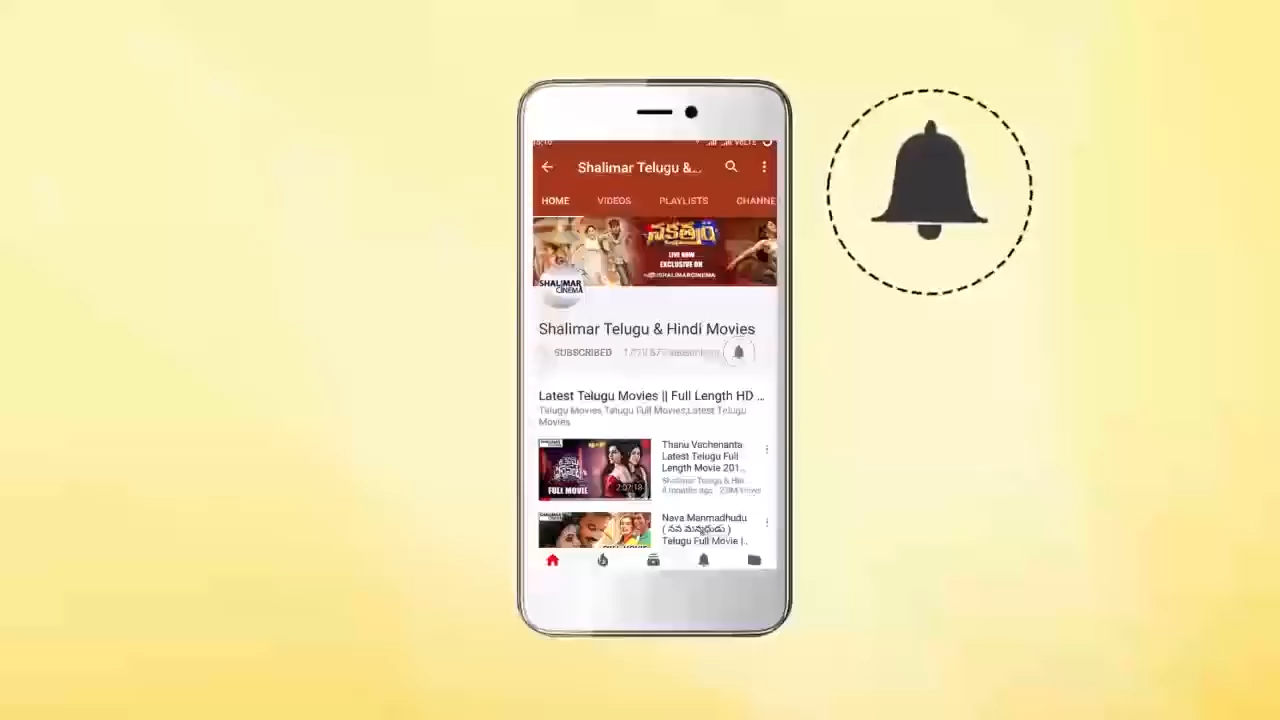 Shalimar Telugu &...
HOME VIDEOS PLAYLISTS CHANNE
నక్షత్రం
LIVE NOW
EXCLUSIVE ON
SHALIMARCINEMA
SHALIMAR
CINEMA
Shalimar Telugu & Hindi Movies
SUBSCRIBED
Latest Telugu Movies || Full Length HD ...
Telugu Movies,Telugu Full Movies,Latest Telugu
Movies
Thanu Vachenanta
Latest Telugu Full
Length Movie 201...
Shalimar Telugu & Hin...
FULL MOVIE
2:07:18
Nava Manmadhudu
( నవ మన్మధుడు )
Telugu Full Movie |..